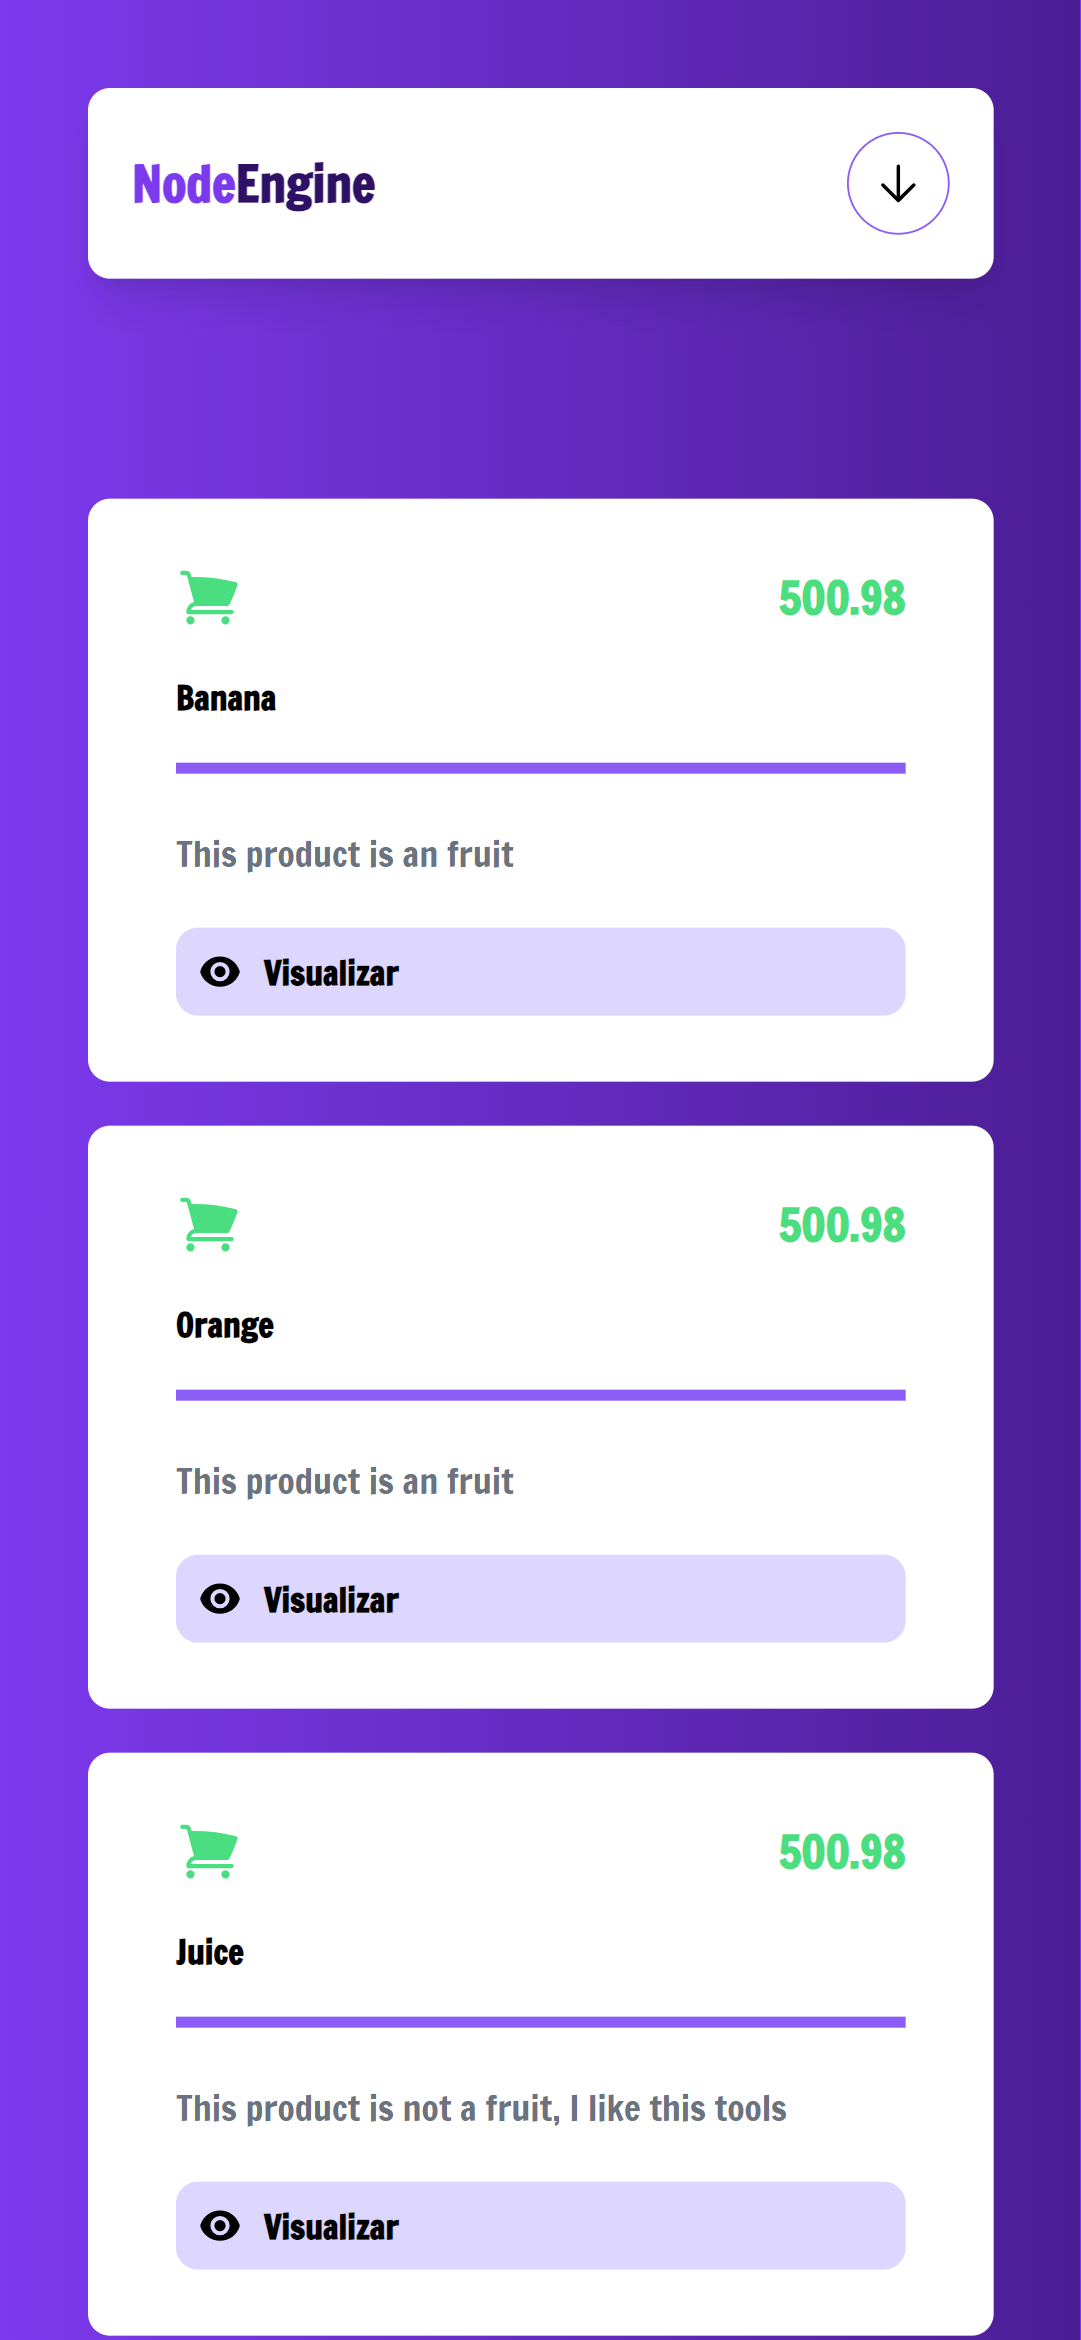 NodeEngine
500.98
Banana
This product is an fruit
Visualizar
500.98
Orange
This product is an fruit
Visualizar
500.98
Juice
This product is not a fruit, I like this tools
Visualizar